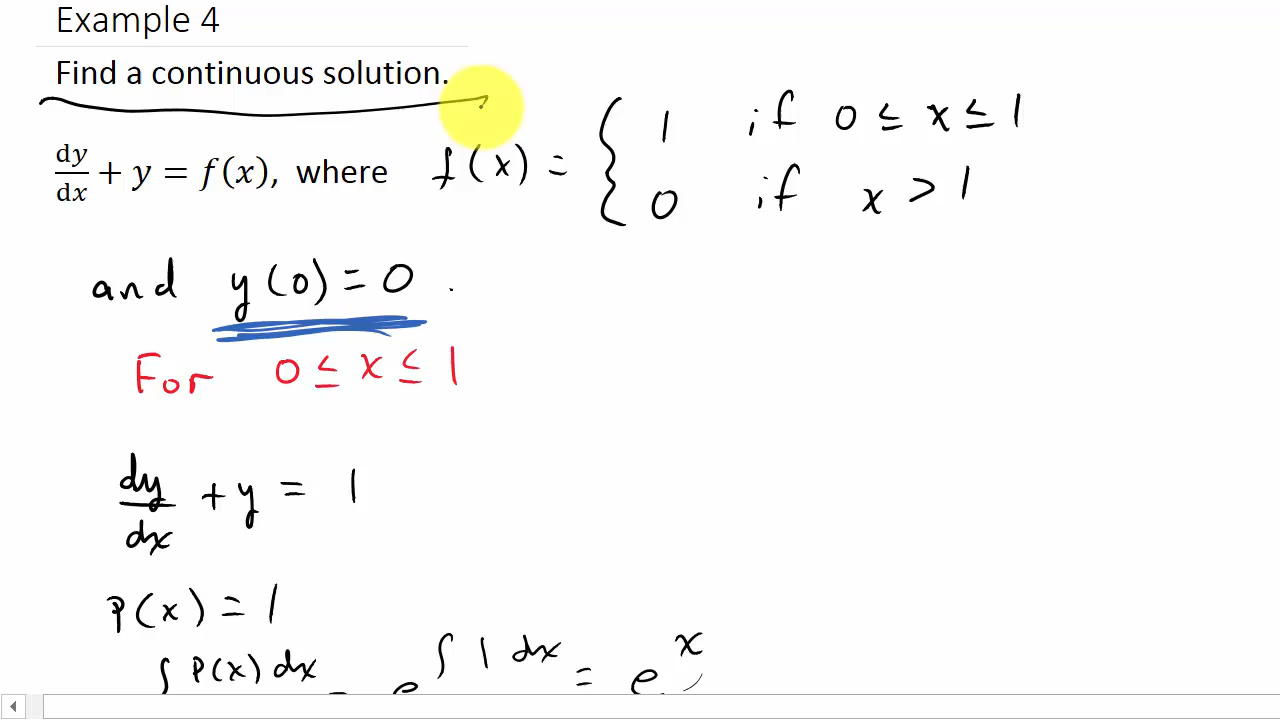 Example 4
Find a continuous solution.
dy/dx + y = f(x), where f(x) = { 1 if 0 ≤ x ≤ 1
0 if x > 1
and y(0) = 0.
For 0 ≤ x ≤ 1
dy/dx + y = 1
P(x) = 1
∫ P(x) dx = e^∫ 1 dx = e^x